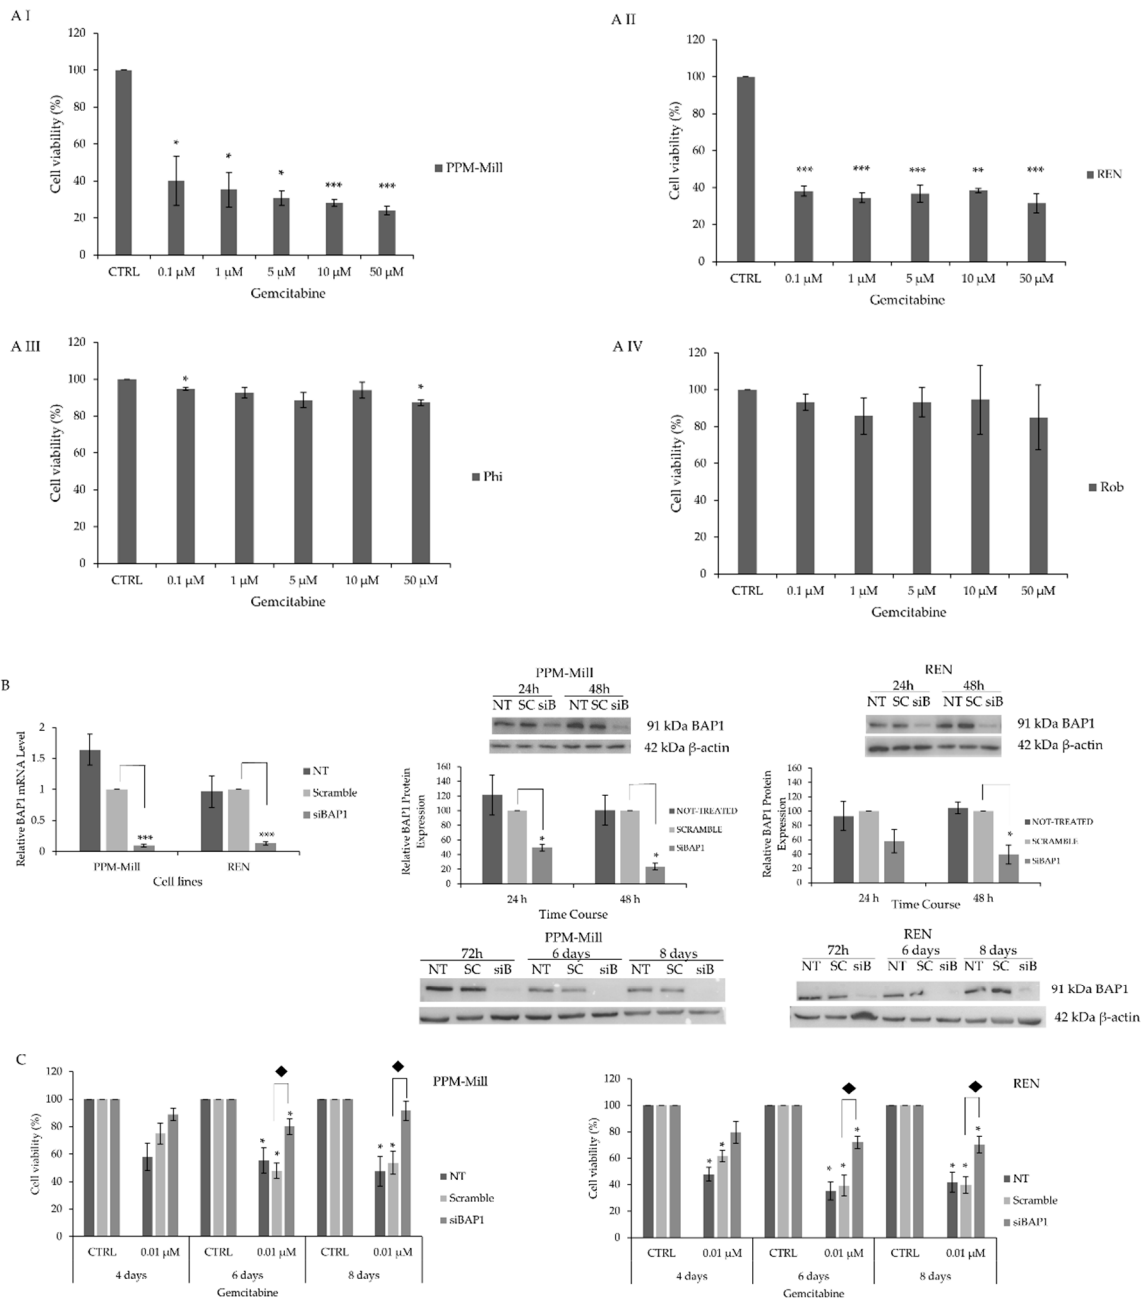 A I
120
100
80
60
40
20
0
Cell viability (%)
*
*
*
***
***
CTRL 0.1 µM 1 µM 5 µM 10 µM 50 µM
Gemcitabine
PPM-Mill
A II
120
100
80
60
40
20
0
Cell viability (%)
***
***
***
**
***
CTRL 0.1 µM 1 µM 5 µM 10 µM 50 µM
Gemcitabine
REN
A III
120
100
80
60
40
20
0
Cell viability (%)
*
*
CTRL 0.1 µM 1 µM 5 µM 10 µM 50 µM
Gemcitabine
Phi
A IV
120
100
80
60
40
20
0
Cell viability (%)
CTRL 0.1 µM 1 µM 5 µM 10 µM 50 µM
Gemcitabine
Rob
B
2
1.5
1
0.5
0
Relative BAP1 mRNA Level
***
***
PPM-Mill REN
Cell lines
NT
Scramble
siBAP1
PPM-Mill
24h 48h
NT SC siB NT SC siB
91 kDa BAP1
42 kDa β-actin
160
140
120
100
80
60
40
20
0
Relative BAP1 Protein
Expression
*
*
24 h 48 h
Time Course
NOT-TREATED
SCRAMBLE
SiBAP1
REN
24h 48h
NT SC siB NT SC siB
91 kDa BAP1
42 kDa β-actin
160
140
120
100
80
60
40
20
0
Relative BAP1 Protein
Expression
*
24 h 48 h
Time Course
NOT-TREATED
SCRAMBLE
SiBAP1
PPM-Mill
72h 6 days 8 days
NT SC siB NT SC siB NT SC siB
REN
72h 6 days 8 days
NT SC siB NT SC siB NT SC siB
91 kDa BAP1
42 kDa β-actin
C
PPM-Mill
120
100
80
60
40
20
0
Cell viability (%)
◆
◆
* * *
* *
CTRL 0.01 µM CTRL 0.01 µM CTRL 0.01 µM
4 days 6 days 8 days
Gemcitabine
NT
Scramble
siBAP1
REN
120
100
80
60
40
20
0
Cell viability (%)
◆
◆
* *
* * *
* * *
CTRL 0.01 µM CTRL 0.01 µM CTRL 0.01 µM
4 days 6 days 8 days
Gemcitabine
NT
Scramble
siBAP1